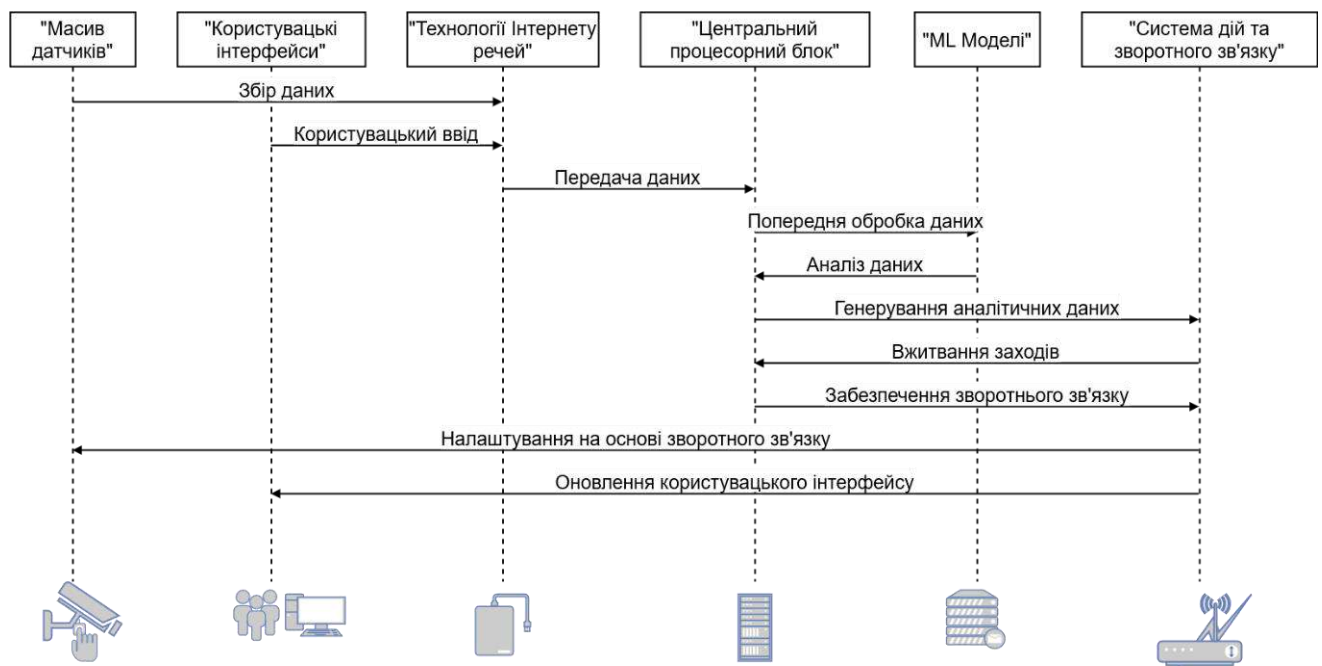 "Масив
датчиків"
"Користувацькі
інтерфейси"
"Технології Інтернету
речей"
"Центральний
процесорний блок"
"ML Моделі"
"Система дій та
зворотного зв'язку"
Збір даних
Користувацький ввід
Передача даних
Попередня обробка даних
Аналіз даних
Генерування аналітичних даних
Вжитвання заходів
Забезпечення зворотнього зв'язку
Налаштування на основі зворотного зв'язку
Оновлення користувацького інтерфейсу